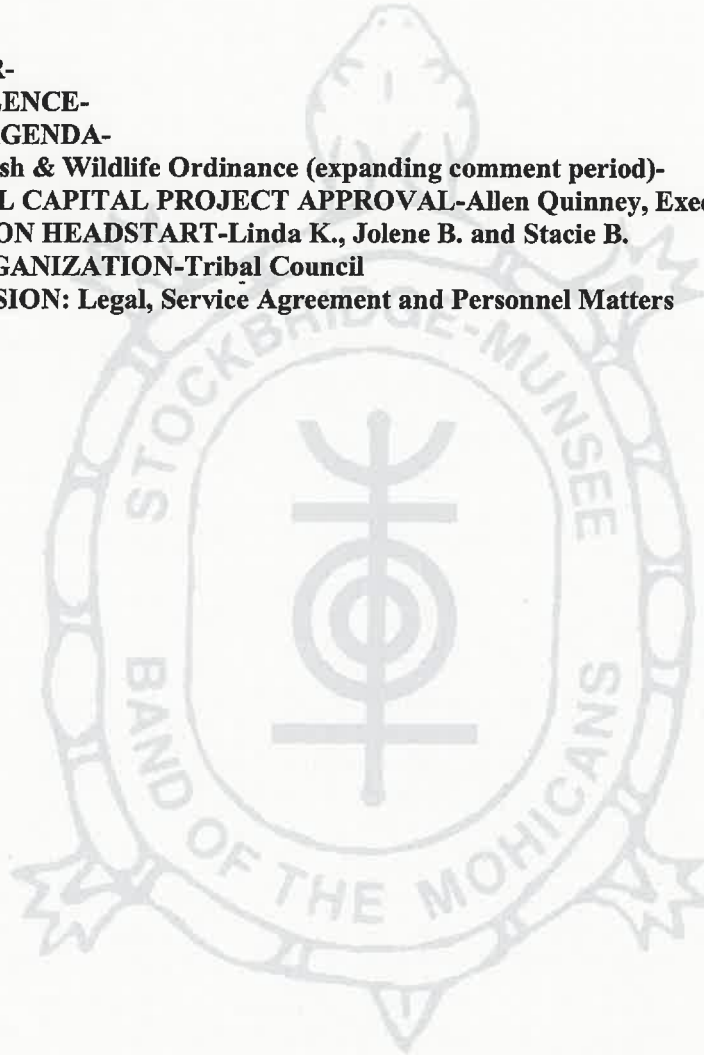 R-
LENCE-
GENDA-
sh & Wildlife Ordinance (expanding comment period)-
L CAPITAL PROJECT APPROVAL-Allen Quinney, Exec
ON HEADSTART-Linda K., Jolene B. and Stacie B.
GANIZATION-Tribal Council
SION: Legal, Service Agreement and Personnel Matters
STOCKBRIDGE-MUNSEE
BAND OF THE MOHICANS